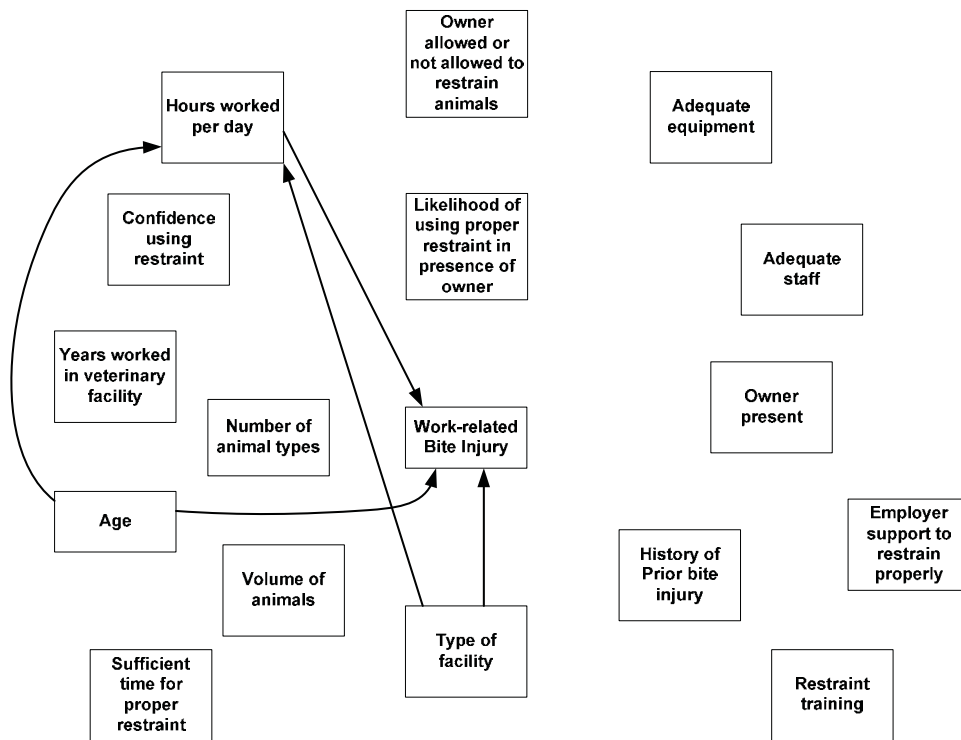 Owner
allowed or
not allowed to
restrain
animals
Hours worked
per day
Adequate
equipment
Confidence
using
restraint
Likelihood of
using proper
restraint in
presence of
owner
Adequate
staff
Years worked
in veterinary
facility
Owner
present
Number of
animal types
Work-related
Bite Injury
Age
Employer
support to
restrain
properly
History of
Prior bite
injury
Volume of
animals
Type of
facility
Sufficient
time for
proper
restraint
Restraint
training